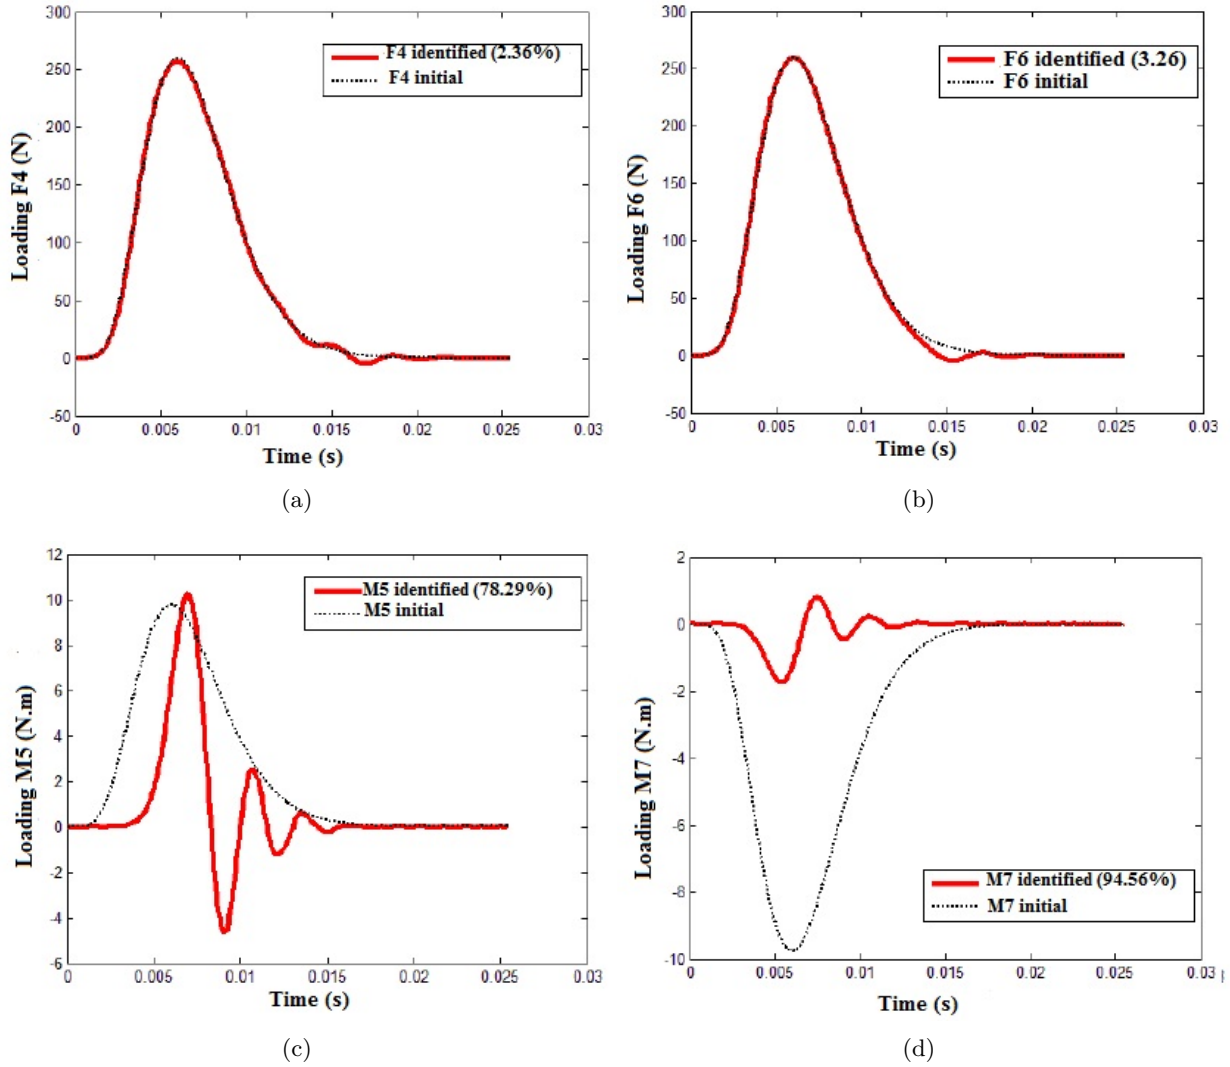 300
250
200
150
100
50
0
-50
Loading F4 (N)
F4 identified (2.36%)
F4 initial
0 0.005 0.01 0.015 0.02 0.025 0.03
Time (s)
(a)
300
250
200
150
100
50
0
-50
Loading F6 (N)
F6 identified (3.26)
F6 initial
0 0.005 0.01 0.015 0.02 0.025 0.03
Time (s)
(b)
12
10
8
6
4
2
0
-2
-4
-6
Loading M5 (N.m)
M5 identified (78.29%)
M5 initial
0 0.005 0.01 0.015 0.02 0.025 0.03
Time (s)
(c)
2
0
-2
-4
-6
-8
-10
Loading M7 (N.m)
M7 identified (94.56%)
M7 initial
0 0.005 0.01 0.015 0.02 0.025 0.03
Time (s)
(d)